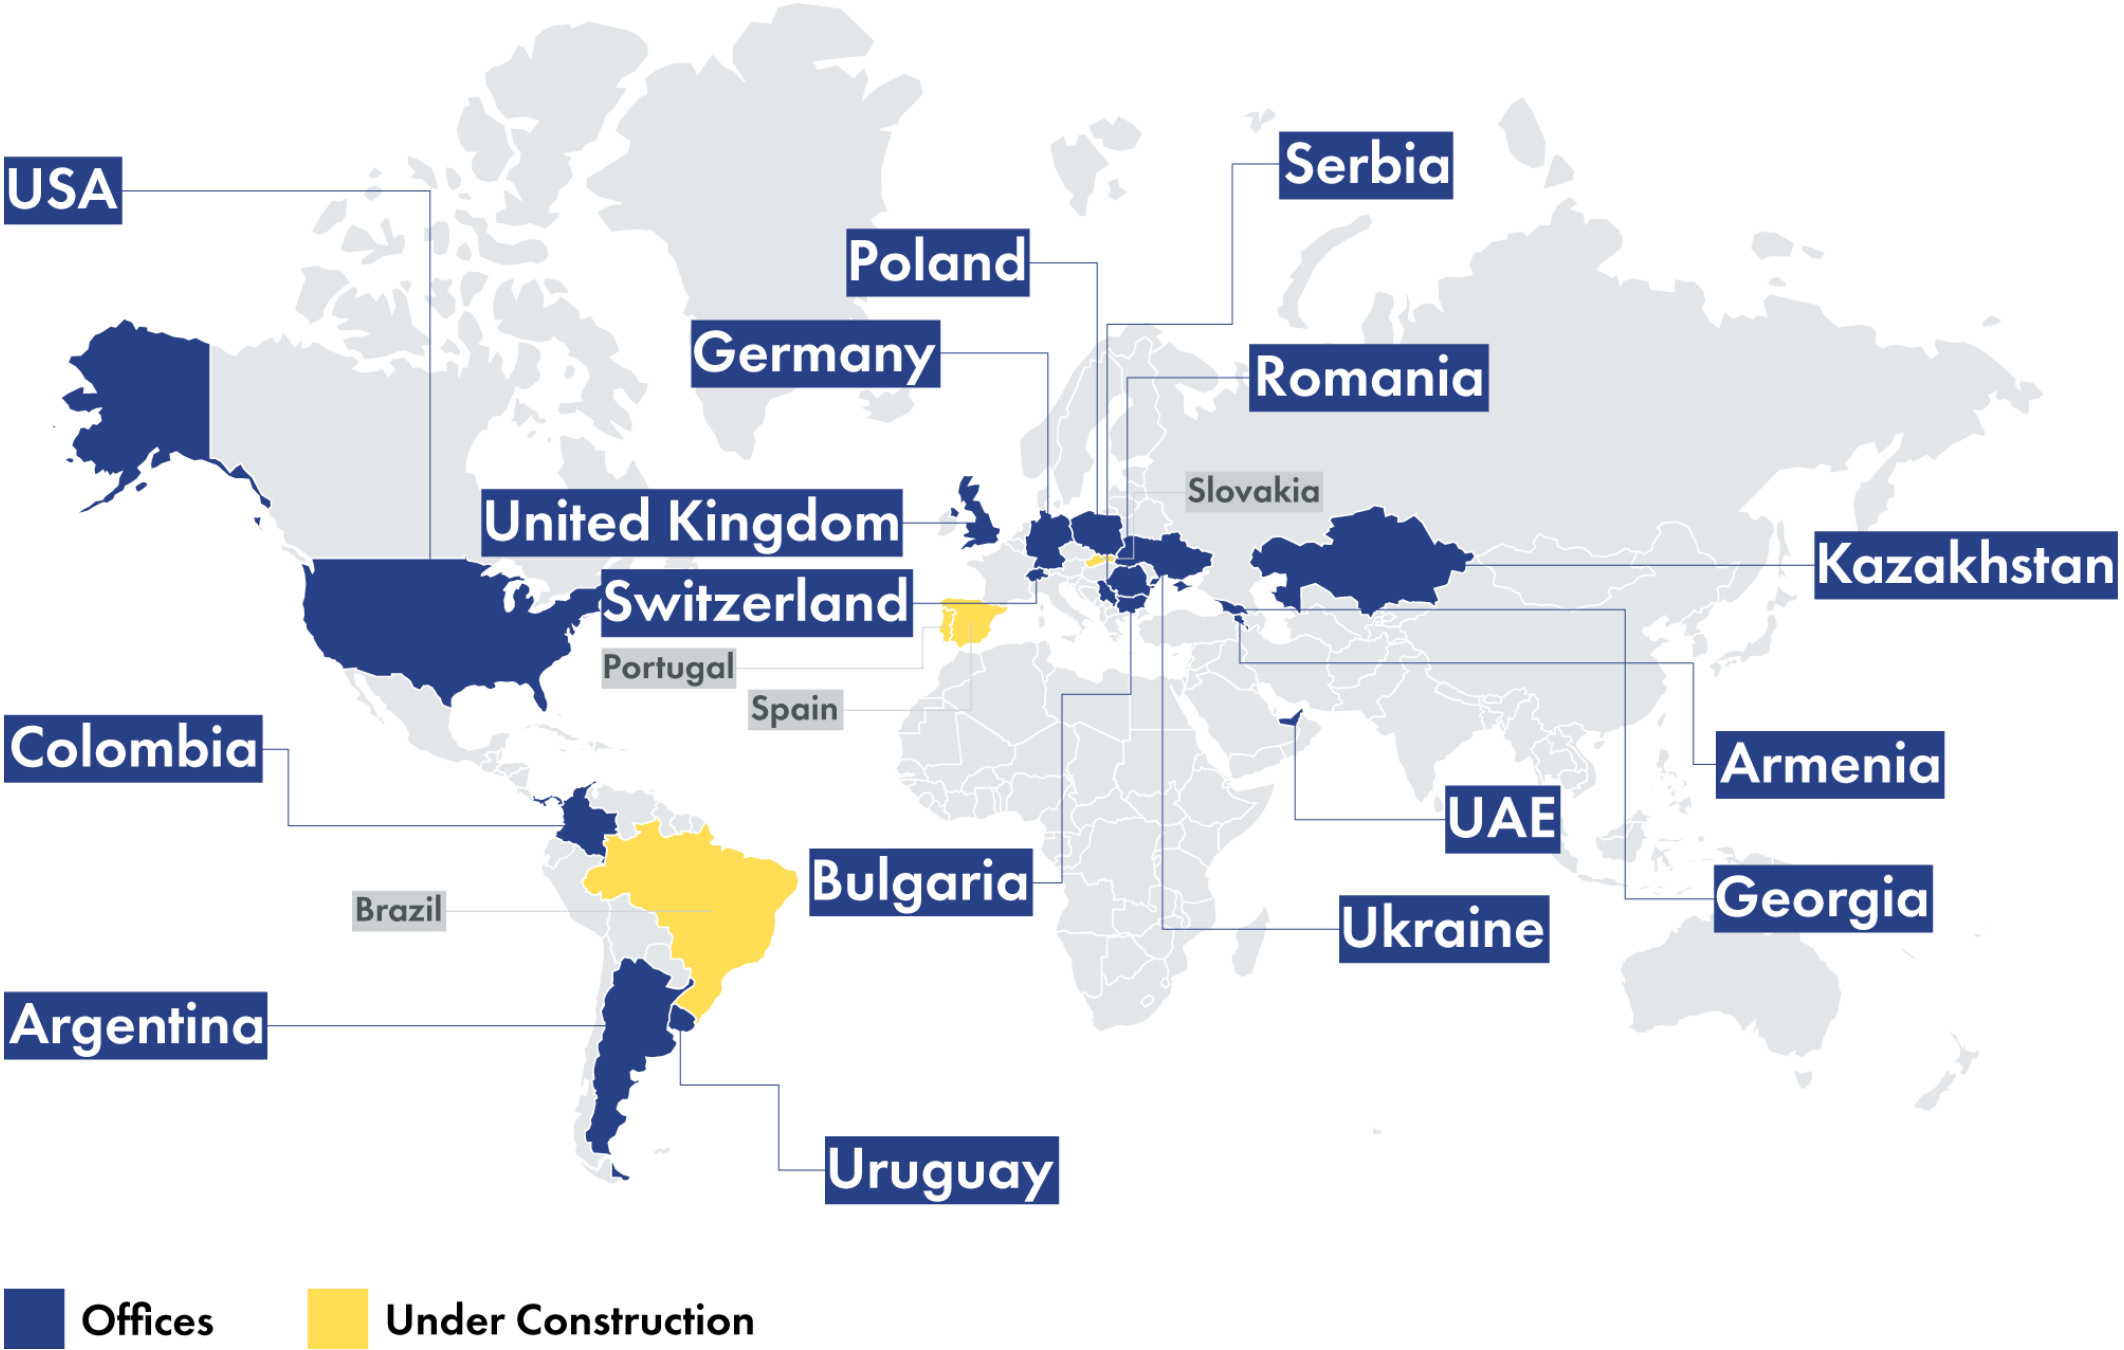 USA
Serbia
Poland
Germany
Romania
Slovakia
United Kingdom
Kazakhstan
Switzerland
Portugal
Spain
Colombia
Armenia
UAE
Bulgaria
Georgia
Brazil
Ukraine
Argentina
Uruguay
Offices
Under Construction